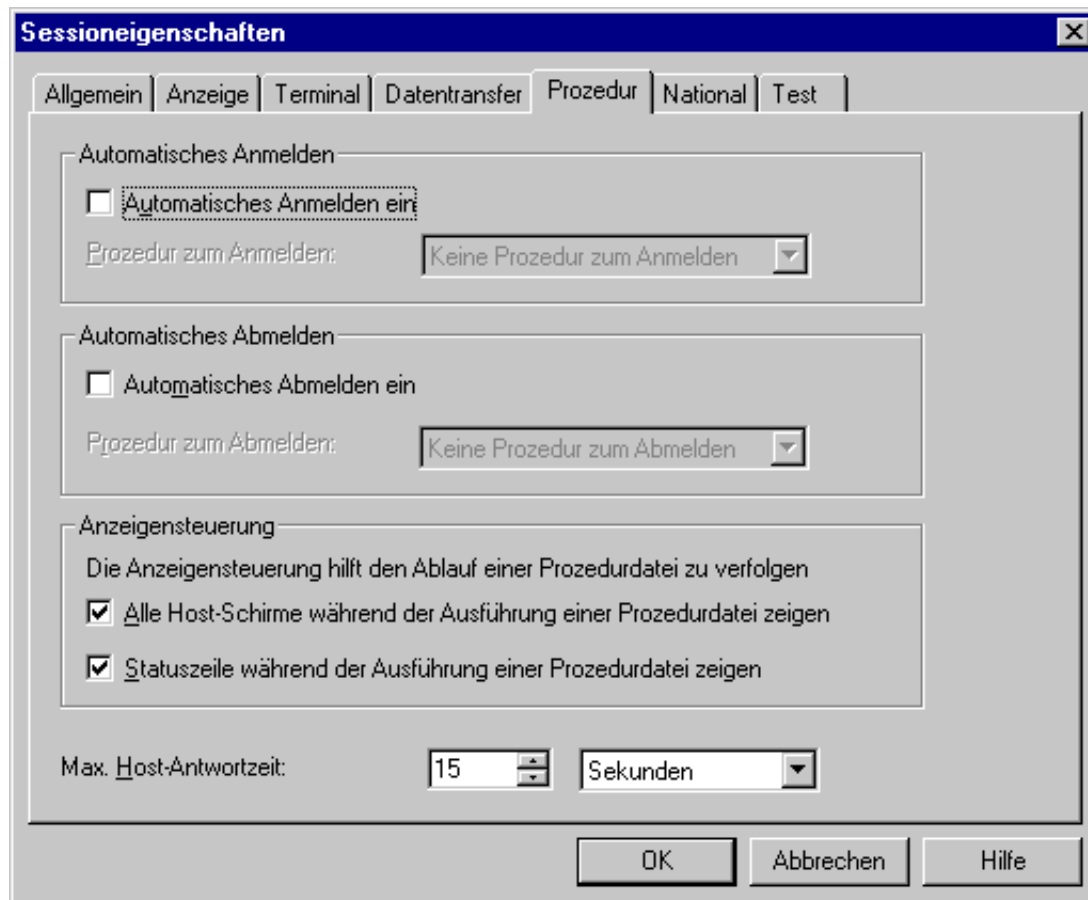 Sessioneigenschaften
Allgemein Anzeige Terminal Datentransfer Prozedur National Test
Automatisches Anmelden
Automatisches Anmelden ein
Prozedur zum Anmelden: Keine Prozedur zum Anmelden
Automatisches Abmelden
Automatisches Abmelden ein
Prozedur zum Abmelden: Keine Prozedur zum Abmelden
Anzeigensteuerung
Die Anzeigensteuerung hilft den Ablauf einer Prozedurdatei zu verfolgen
Alle Host-Schirme während der Ausführung einer Prozedurdatei zeigen
Statuszeile während der Ausführung einer Prozedurdatei zeigen
Max. Host-Antwortzeit: 15 Sekunden
OK Abbrechen Hilfe